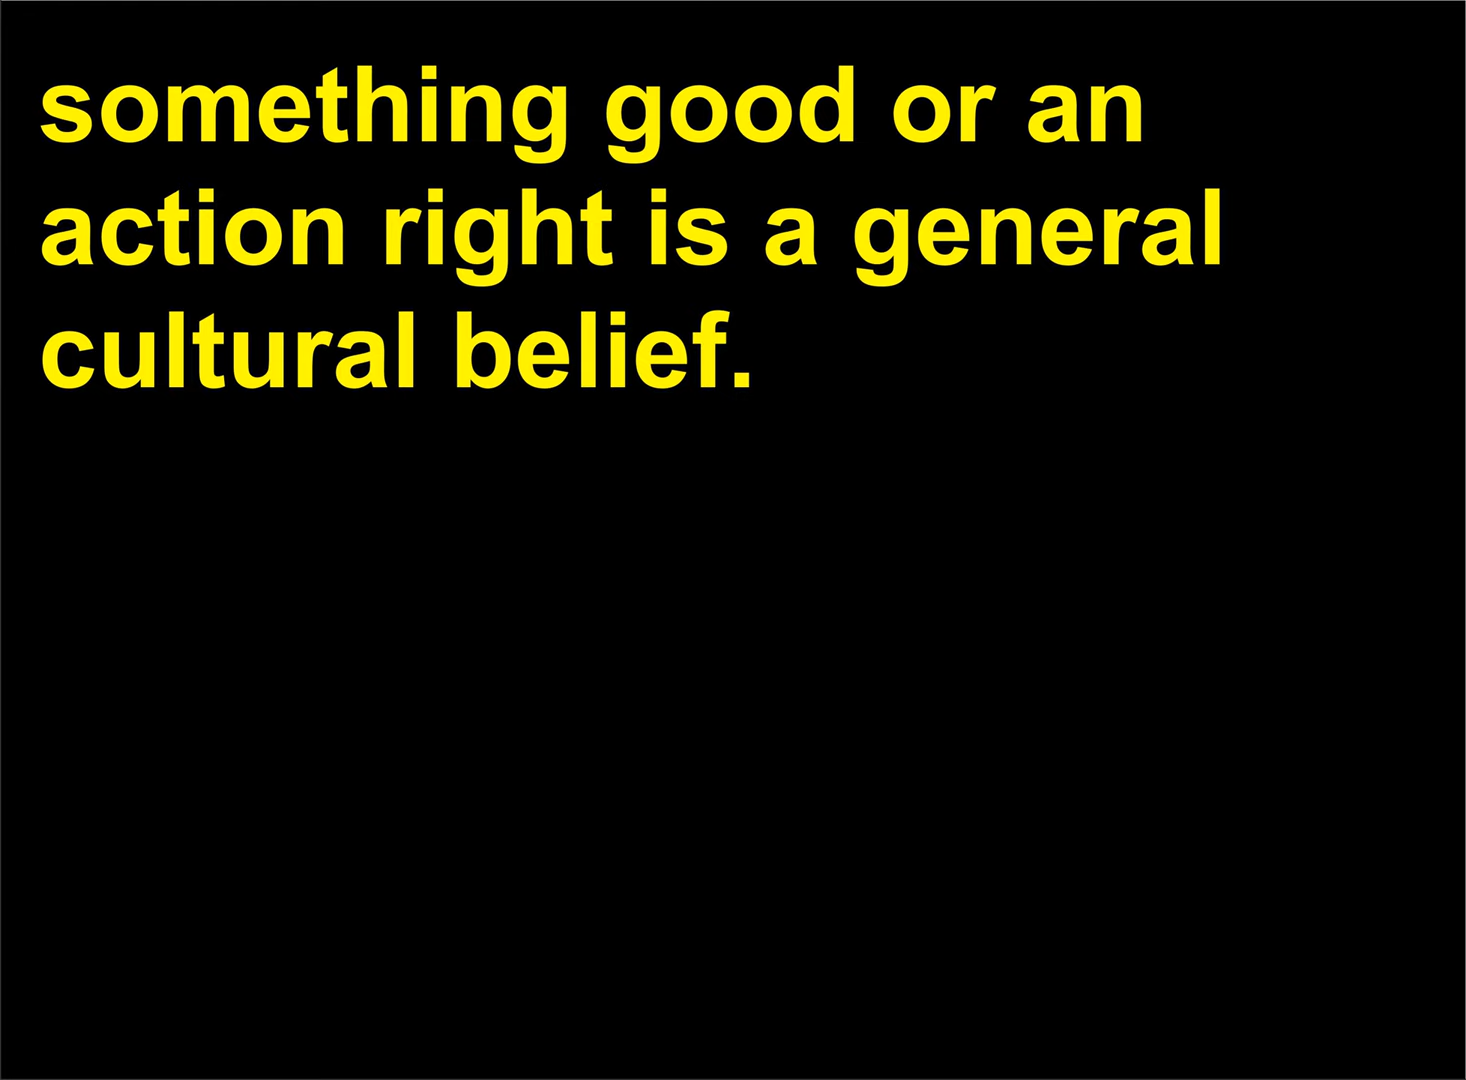 something good or an
action right is a general
cultural belief.